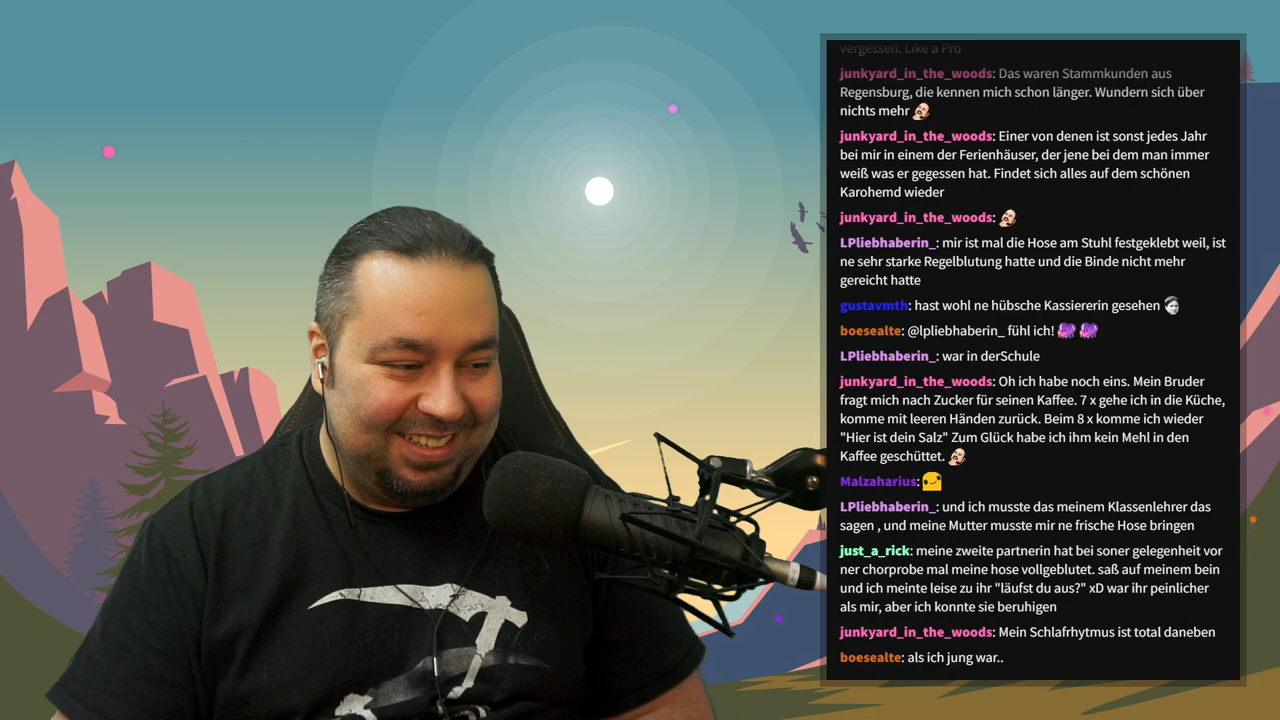 vergessen. Like a Pro
junkyard_in_the_woods: Das waren Stammkunden aus
Regensburg, die kennen mich schon länger. Wundern sich über
nichts mehr
junkyard_in_the_woods: Einer von denen ist sonst jedes Jahr
bei mir in einem der Ferienhäuser, der jene bei dem man immer
weiß was er gegessen hat. Findet sich alles auf dem schönen
Karohemd wieder
junkyard_in_the_woods:
LPliebhaberin_: mir ist mal die Hose am Stuhl festgeklebt weil, ist
ne sehr starke Regelblutung hatte und die Binde nicht mehr
gereicht hatte
gustavmth: hast wohl ne hübsche Kassiererin gesehen
boesealte: @lpliebhaberin_ fühl ich!
LPliebhaberin_: war in derSchule
junkyard_in_the_woods: Oh ich habe noch eins. Mein Bruder
fragt mich nach Zucker für seinen Kaffee. 7 x gehe ich in die Küche,
komme mit leeren Händen zurück. Beim 8 x komme ich wieder
"Hier ist dein Salz" Zum Glück habe ich ihm kein Mehl in den
Kaffee geschüttet.
Malzaharius:
LPliebhaberin_: und ich musste das meinem Klassenlehrer das
sagen , und meine Mutter musste mir ne frische Hose bringen
just_a_rick: meine zweite partnerin hat bei soner gelegenheit vor
ner chorprobe mal meine hose vollgeblutet. saß auf meinem bein
und ich meinte leise zu ihr "läufst du aus?" xD war ihr peinlicher
als mir, aber ich konnte sie beruhigen
junkyard_in_the_woods: Mein Schlafrhytmus ist total daneben
boesealte: als ich jung war..